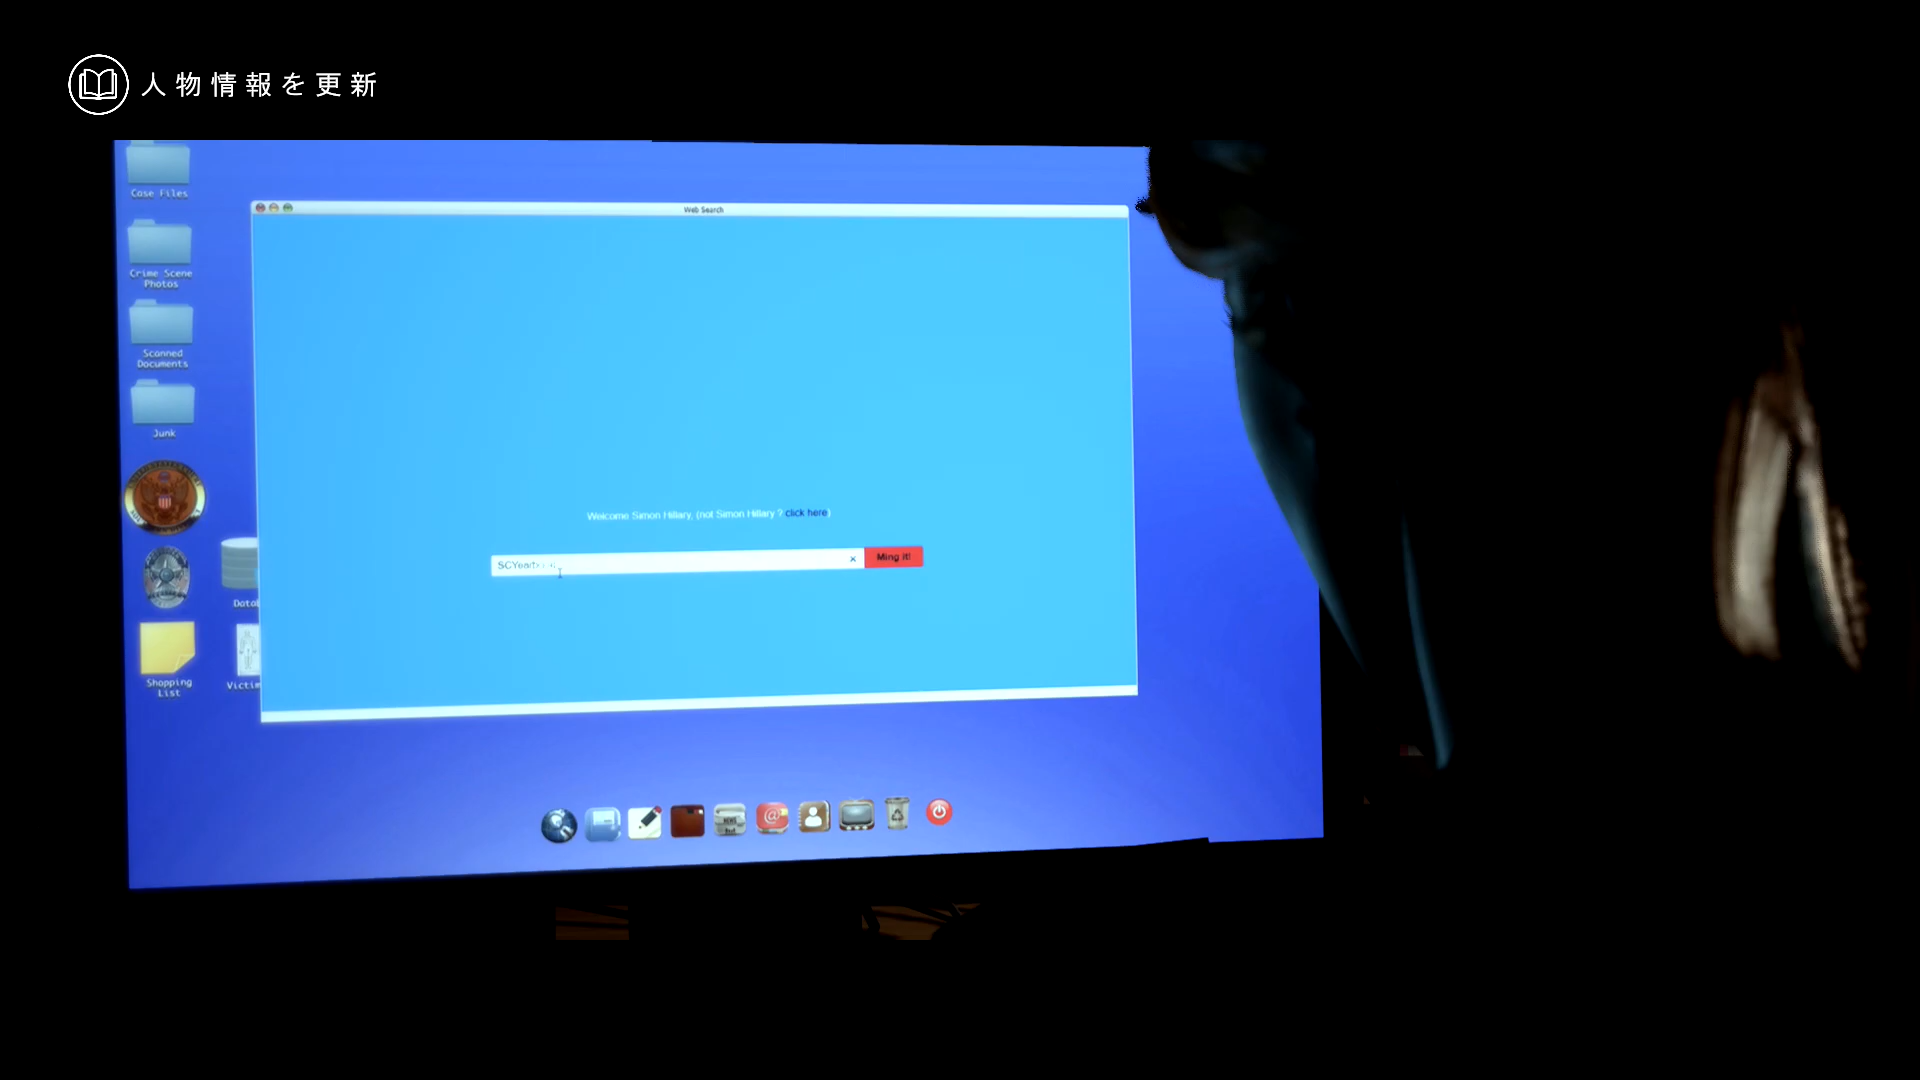 人物情報を更新
Case Files
Web Search
Crime Scene
Photos
Scanned
Documents
Junk
Welcome Simon Hillary, (not Simon Hillary ? click here)
Ming it!
Shopping
List
NEWS